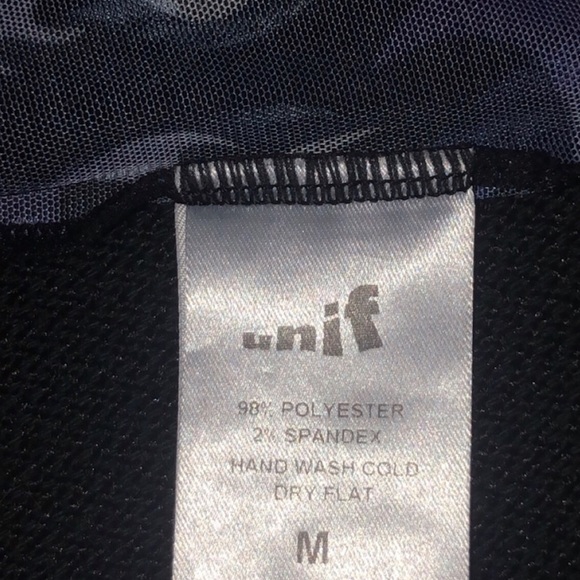 unif
98% POLYESTER
2% SPANDEX
HAND WASH COLD
DRY FLAT
M